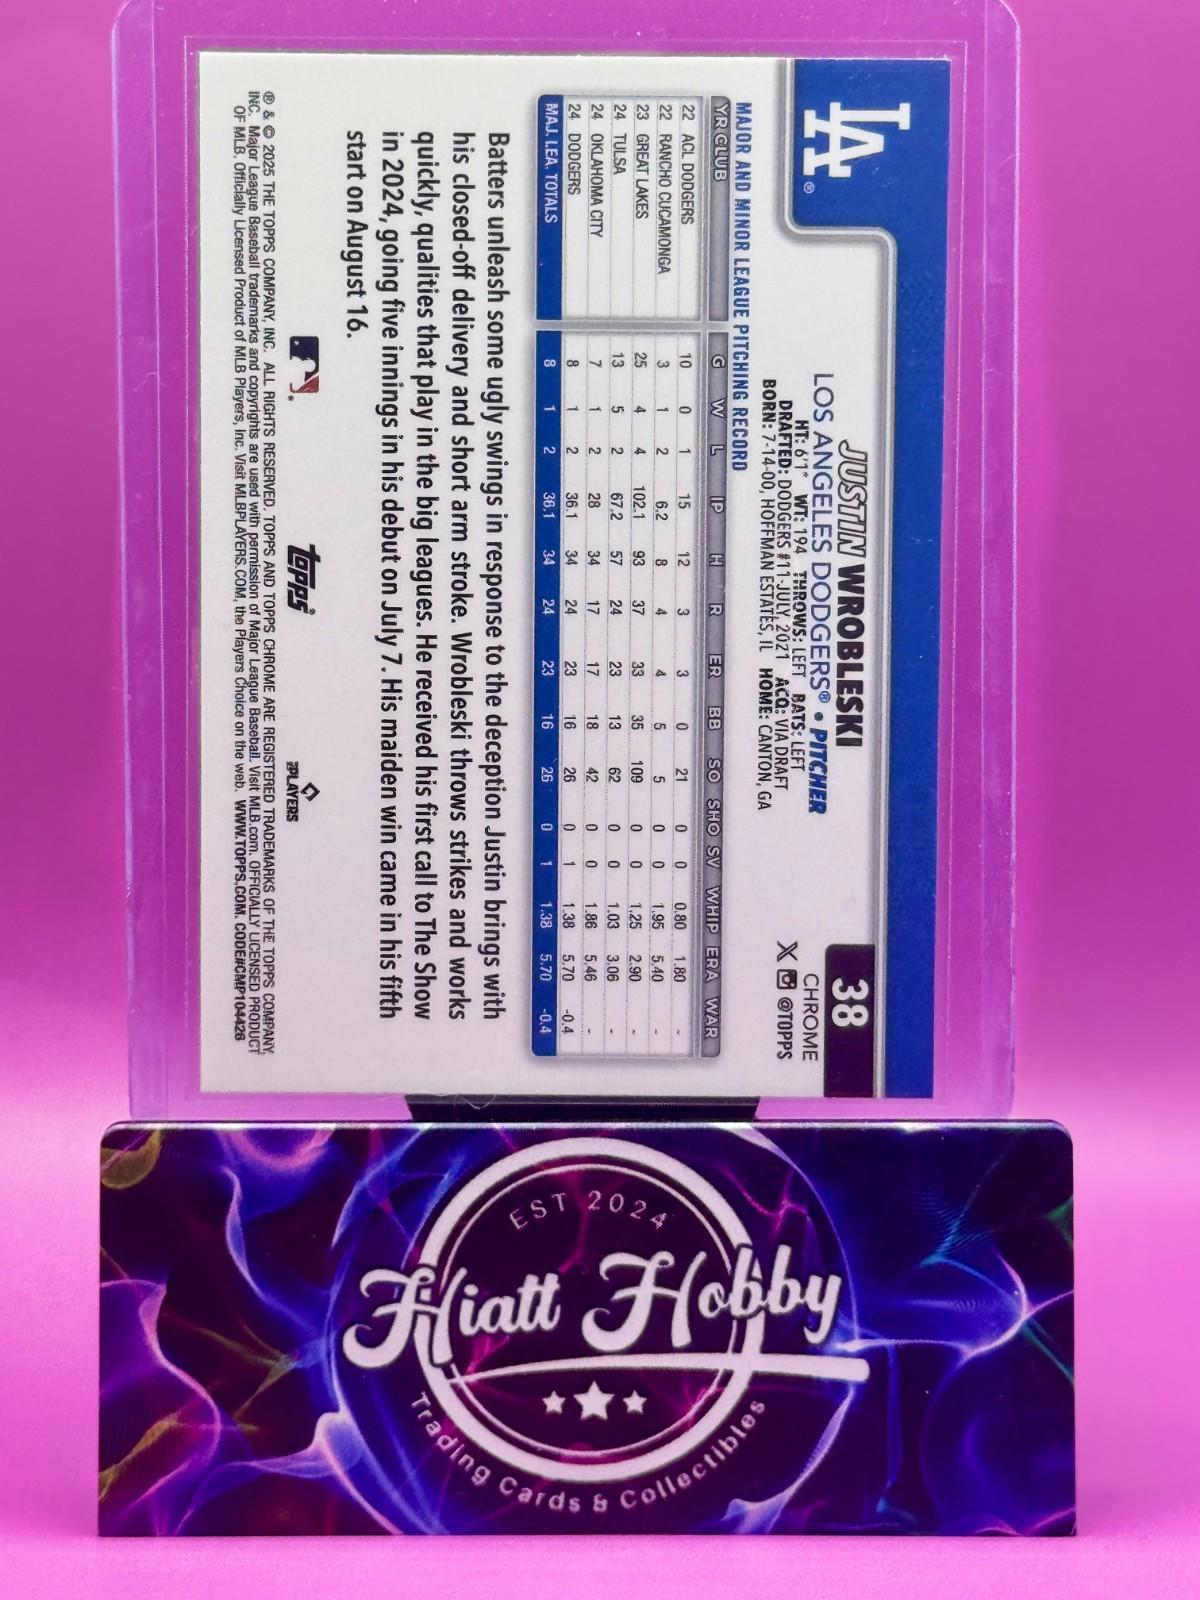 LA®
38
CHROME
X @TOPPS
JUSTIN WROBLESKI
LOS ANGELES DODGERS® • PITCHER
HT: 6'1" WT: 194 THROWS: LEFT BATS: LEFT
DRAFTED: DODGERS #11-JULY, 2021 ACQ: VIA DRAFT
BORN: 7-14-00, HOFFMAN ESTATES, IL HOME: CANTON, GA
MAJOR AND MINOR LEAGUE PITCHING RECORD
YR CLUB G W L IP H R ER BB SO SHO SV WHIP ERA WAR
22 ACL DODGERS 10 0 1 15 12 3 3 0 21 0 0 0.80 1.80 -
22 RANCHO CUCAMONGA 3 1 2 6.2 8 4 4 5 5 0 0 1.95 5.40 -
23 GREAT LAKES 25 4 4 102.1 93 37 33 35 109 0 0 1.25 2.90 -
24 TULSA 13 5 2 67.2 57 24 23 13 62 0 0 1.03 3.06 -
24 OKLAHOMA CITY 7 1 2 28 34 17 17 18 42 0 0 1.86 5.46 -
24 DODGERS 8 1 2 36.1 34 24 23 16 26 0 1 1.38 5.70 -0.4
MAJ. LEA. TOTALS 8 1 2 36.1 34 24 23 16 26 0 1 1.38 5.70 -0.4
Batters unleash some ugly swings in response to the deception Justin brings with
his closed-off delivery and short arm stroke. Wrobleski throws strikes and works
quickly, qualities that play in the big leagues. He received his first call to The Show
in 2024, going five innings in his debut on July 7. His maiden win came in his fifth
start on August 16.
topps®
PLAYERS
® & © 2025 THE TOPPS COMPANY, INC. ALL RIGHTS RESERVED. TOPPS AND TOPPS CHROME ARE REGISTERED TRADEMARKS OF THE TOPPS COMPANY,
INC. Major League Baseball trademarks and copyrights are used with permission of Major League Baseball. Visit MLB.com. OFFICIALLY LICENSED PRODUCT
OF MLB. Officially Licensed Product of MLB Players, Inc. Visit MLBPLAYERS.COM, the Players Choice on the web. WWW.TOPPS.COM. CODE#CMP104426
EST 2024
Hiatt Hobby
Trading Cards & Collectibles